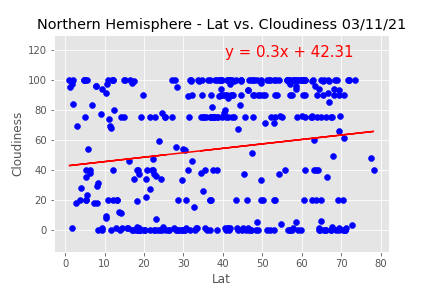 Northern Hemisphere - Lat vs. Cloudiness 03/11/21
y = 0.3x + 42.31
120
100
80
60
40
20
0
Cloudiness
0 10 20 30 40 50 60 70 80
Lat